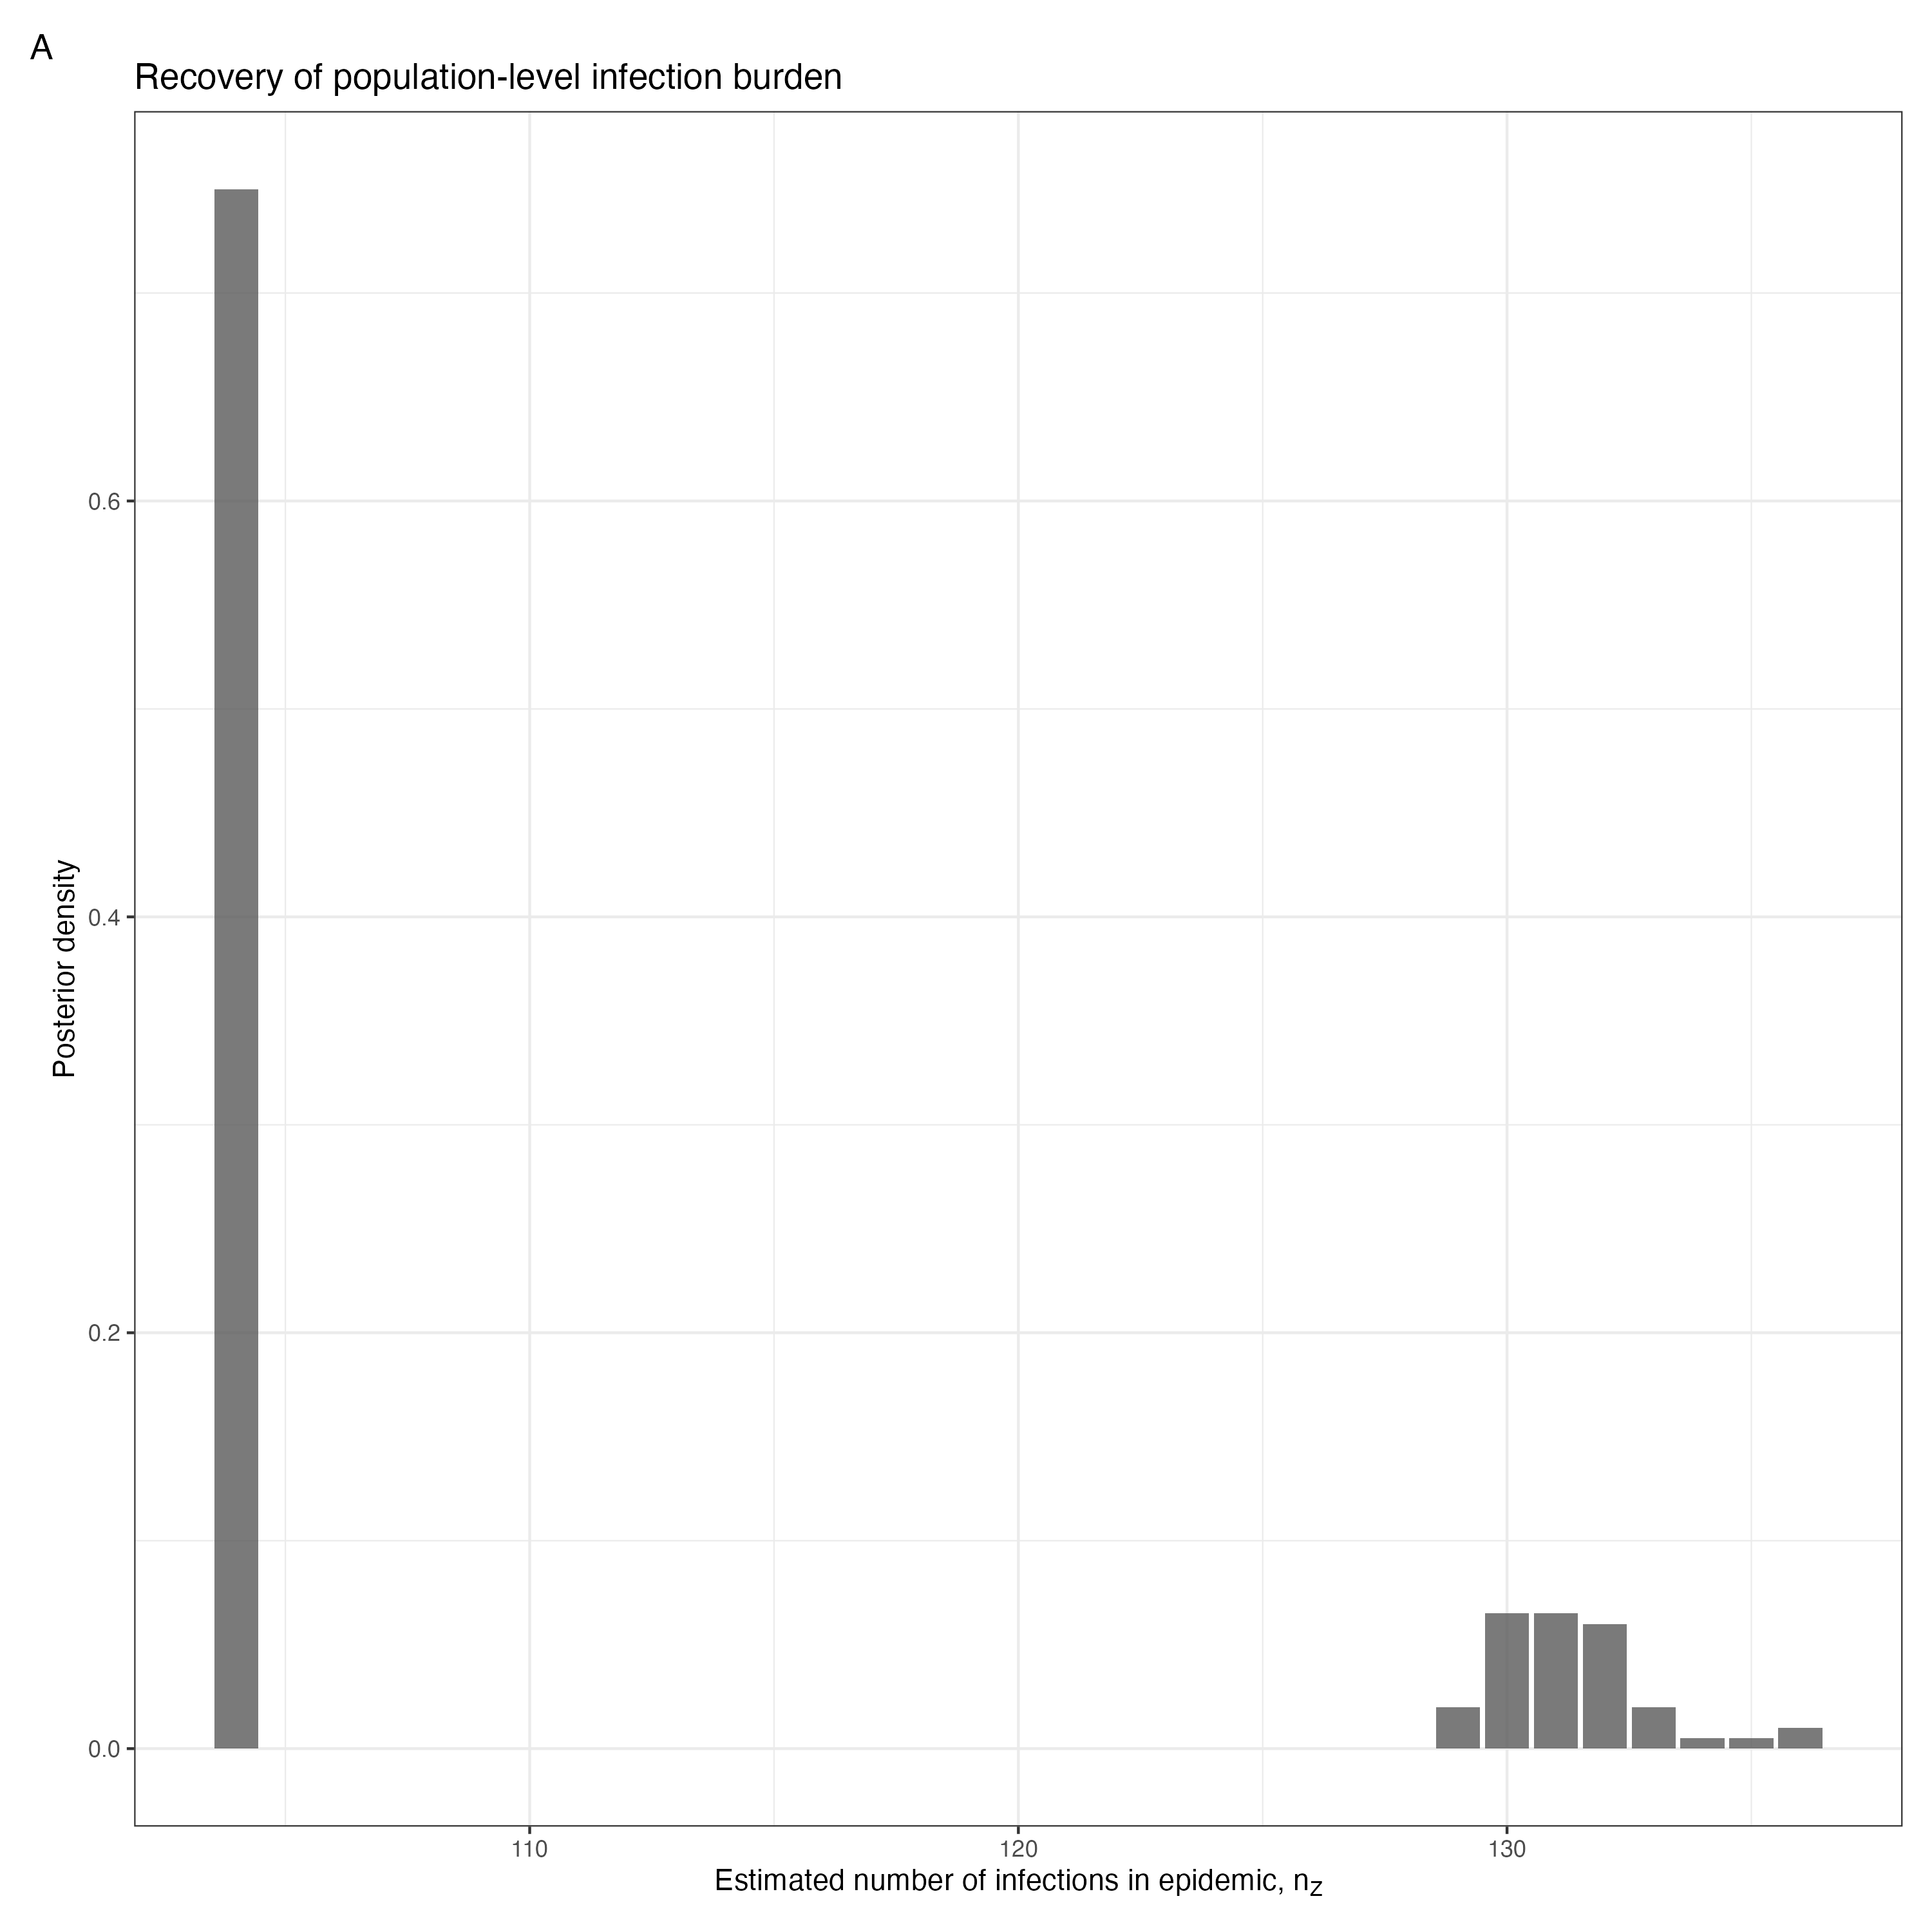 A
Recovery of population-level infection burden
Posterior density
0.6
0.4
0.2
0.0
110
120
130
Estimated number of infections in epidemic, nZ